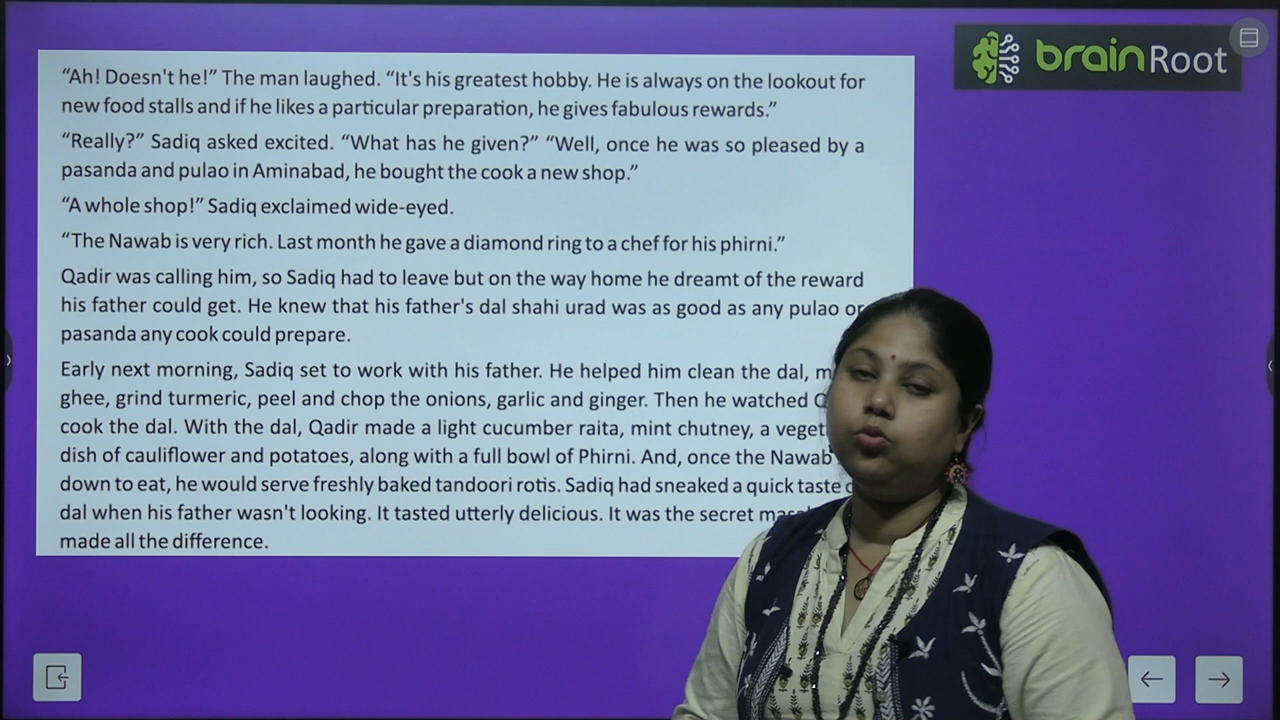 brainRoot
“Ah! Doesn't he!” The man laughed. “It's his greatest hobby. He is always on the lookout for
new food stalls and if he likes a particular preparation, he gives fabulous rewards.”
“Really?” Sadiq asked excited. “What has he given?” “Well, once he was so pleased by a
pasanda and pulao in Aminabad, he bought the cook a new shop.”
“A whole shop!” Sadiq exclaimed wide-eyed.
“The Nawab is very rich. Last month he gave a diamond ring to a chef for his phirni.”
Qadir was calling him, so Sadiq had to leave but on the way home he dreamt of the reward
his father could get. He knew that his father's dal shahi urad was as good as any pulao or
pasanda any cook could prepare.
Early next morning, Sadiq set to work with his father. He helped him clean the dal,
ghee, grind turmeric, peel and chop the onions, garlic and ginger. Then he watched
cook the dal. With the dal, Qadir made a light cucumber raita, mint chutney, a
dish of cauliflower and potatoes, along with a full bowl of Phirni. And, once the Nawab
down to eat, he would serve freshly baked tandoori rotis. Sadiq had sneaked a quick taste
dal when his father wasn't looking. It tasted utterly delicious. It was the secret
made all the difference.